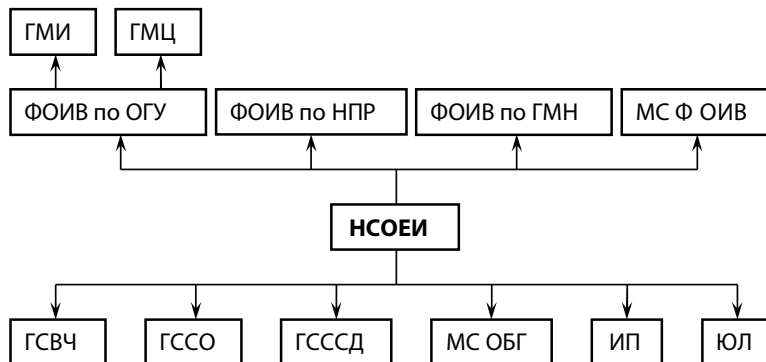 ГМИ
ГМЦ
ФОИВ по ОГУ
ФОИВ по НПР
ФОИВ по ГМН
МС Ф ОИВ
НСОЕИ
ГСВЧ
ГССО
ГСССД
МС ОБГ
ИП
ЮЛ